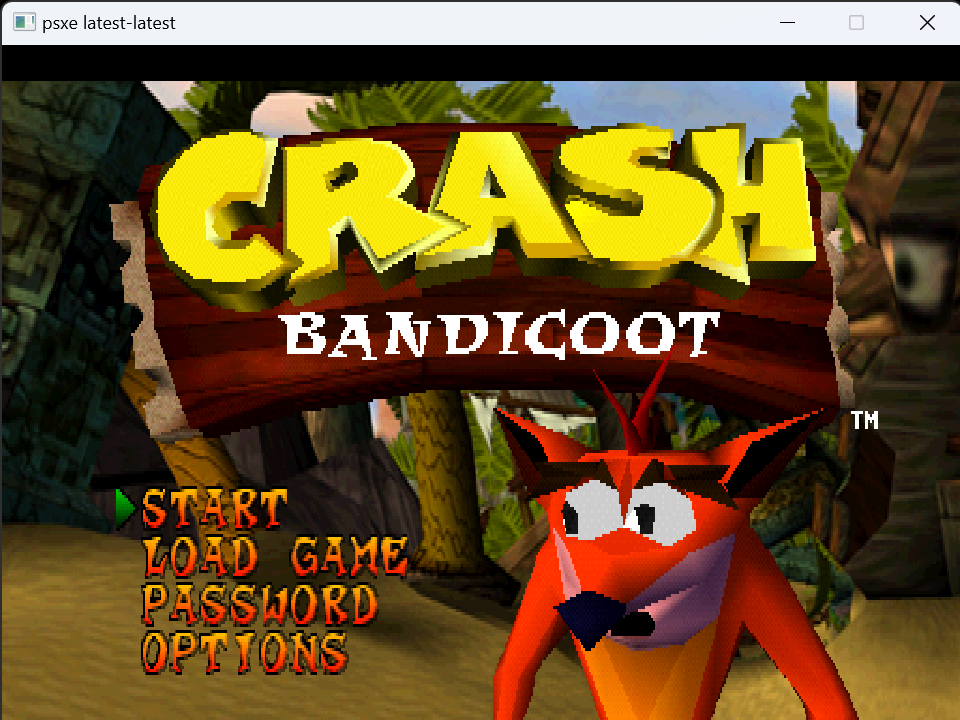 psxe latest-latest
CRASH
BANDICOOT
TM
START
LOAD GAME
PASSWORD
OPTIONS